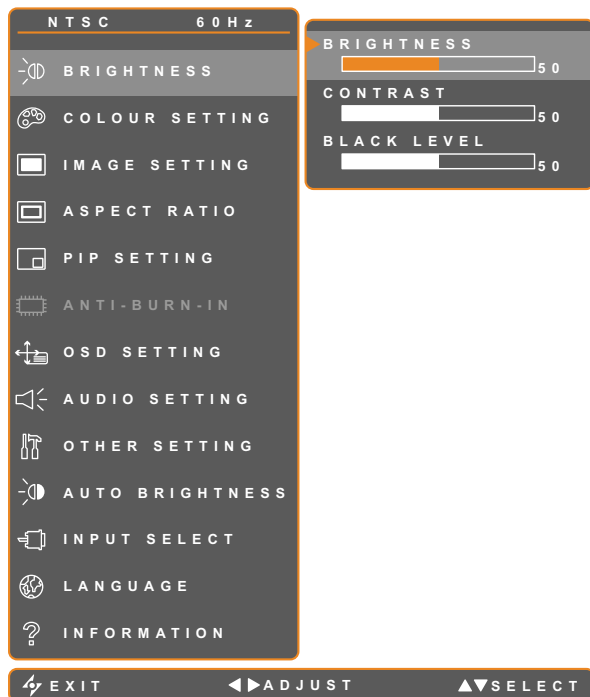 NTSC 60Hz
BRIGHTNESS
COLOUR SETTING
IMAGE SETTING
ASPECT RATIO
PIP SETTING
ANTI-BURN-IN
OSD SETTING
AUDIO SETTING
OTHER SETTING
AUTO BRIGHTNESS
INPUT SELECT
LANGUAGE
INFORMATION
BRIGHTNESS
50
CONTRAST
50
BLACK LEVEL
50
EXIT ◀▶ADJUST ▲▼SELECT